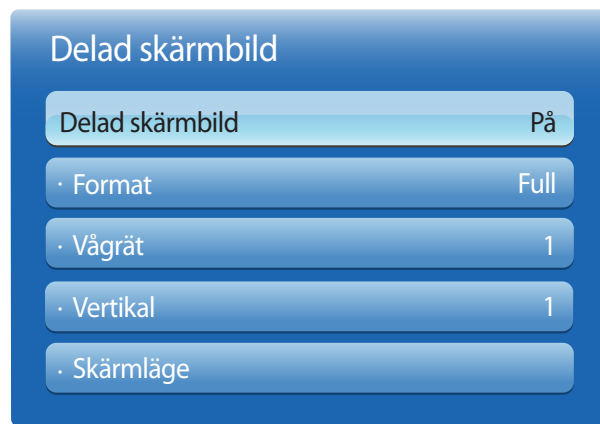 Delad skärmbild
Delad skärmbild På
· Format Full
· Vågrät 1
· Vertikal 1
· Skärmläge